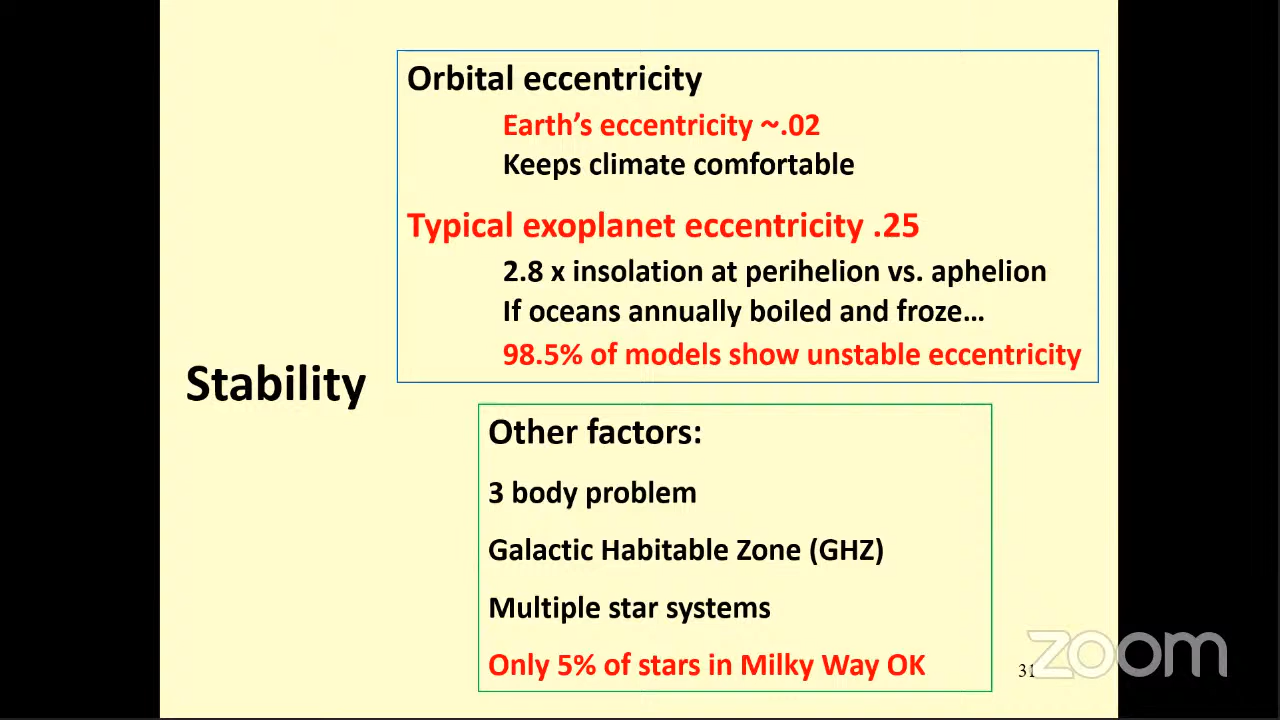 Orbital eccentricity
Earth's eccentricity ~.02
Keeps climate comfortable
Typical exoplanet eccentricity .25
2.8 x insolation at perihelion vs. aphelion
If oceans annually boiled and froze...
98.5% of models show unstable eccentricity
Stability
Other factors:
3 body problem
Galactic Habitable Zone (GHZ)
Multiple star systems
Only 5% of stars in Milky Way OK
31
zoom